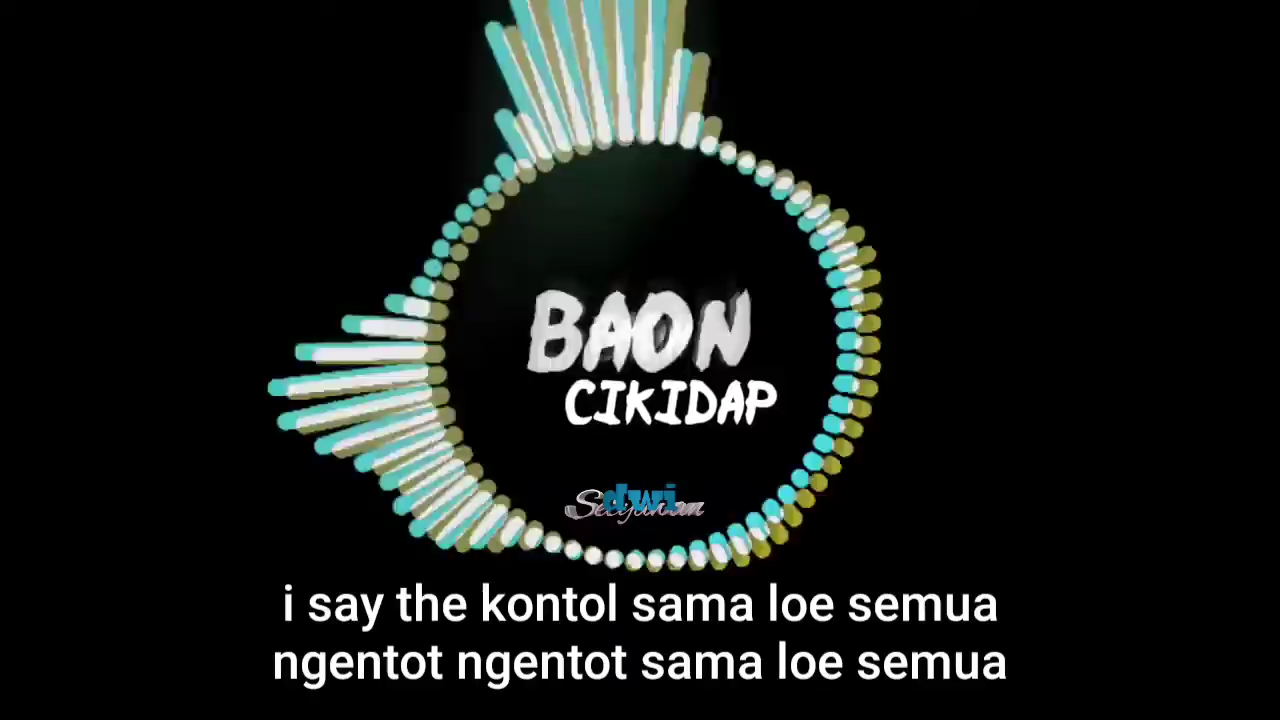 BAON
CIKIDAP
dwi
i say the kontol sama loe semua
ngentot ngentot sama loe semua